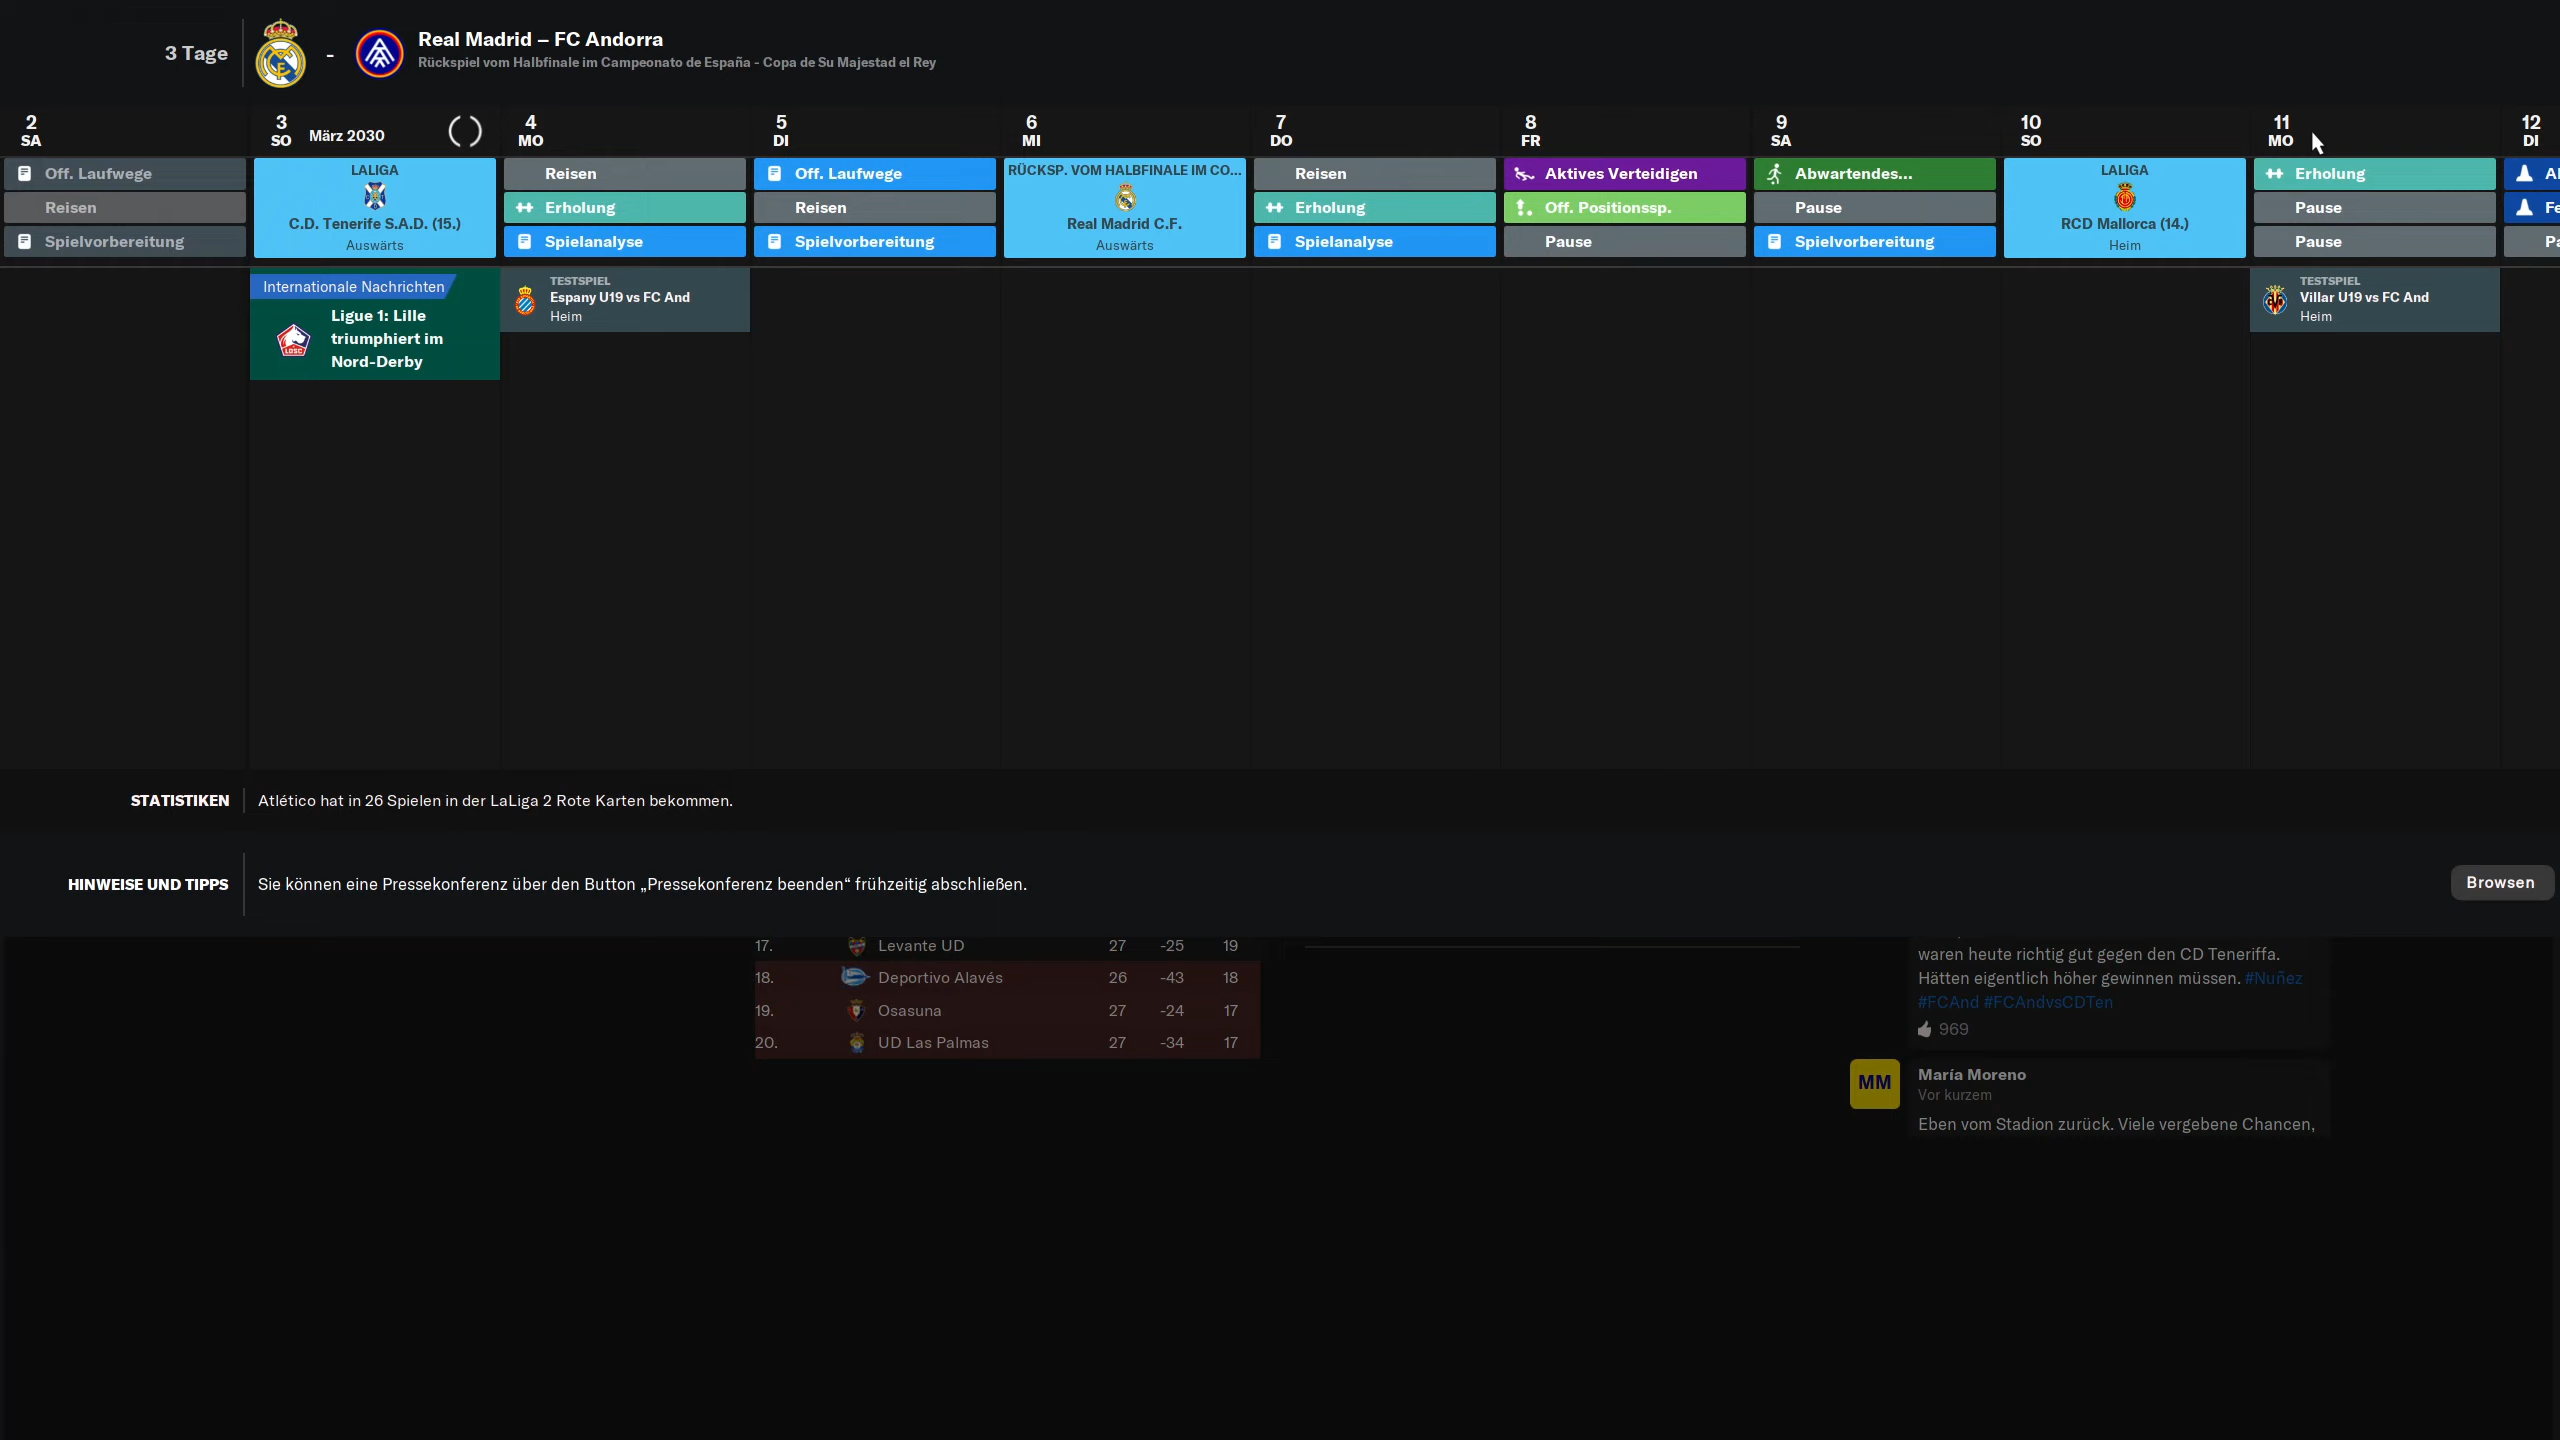 3 Tage
-
Real Madrid – FC Andorra
Rückspiel vom Halbfinale im Campeonato de España - Copa de Su Majestad el Rey
2
SA
Off. Laufwege
Reisen
Spielvorbereitung
3
SO
März 2030
LALIGA
C.D. Tenerife S.A.D. (15.)
Auswärts
Internationale Nachrichten
Ligue 1: Lille
triumphiert im
Nord-Derby
4
MO
Reisen
Erholung
Spielanalyse
TESTSPIEL
Espany U19 vs FC And
Heim
5
DI
Off. Laufwege
Reisen
Spielvorbereitung
6
MI
RÜCKSP. VOM HALBFINALE IM CO...
Real Madrid C.F.
Auswärts
7
DO
Reisen
Erholung
Spielanalyse
8
FR
Aktives Verteidigen
Off. Positionssp.
Pause
9
SA
Abwartendes...
Pause
Spielvorbereitung
10
SO
LALIGA
RCD Mallorca (14.)
Heim
11
MO
Erholung
Pause
Pause
TESTSPIEL
Villar U19 vs FC And
Heim
12
DI
STATISTIKEN
Atlético hat in 26 Spielen in der LaLiga 2 Rote Karten bekommen.
HINWEISE UND TIPPS
Sie können eine Pressekonferenz über den Button „Pressekonferenz beenden“ frühzeitig abschließen.
Browsen
17. Levante UD 27 -25 19
18. Deportivo Alavés 26 -43 18
19. Osasuna 27 -24 17
20. UD Las Palmas 27 -34 17
waren heute richtig gut gegen den CD Teneriffa.
Hätten eigentlich höher gewinnen müssen. #Nuñez
#FCAnd #FCAndvsCDTen
969
MM
María Moreno
Vor kurzem
Eben vom Stadion zurück. Viele vergebene Chancen,